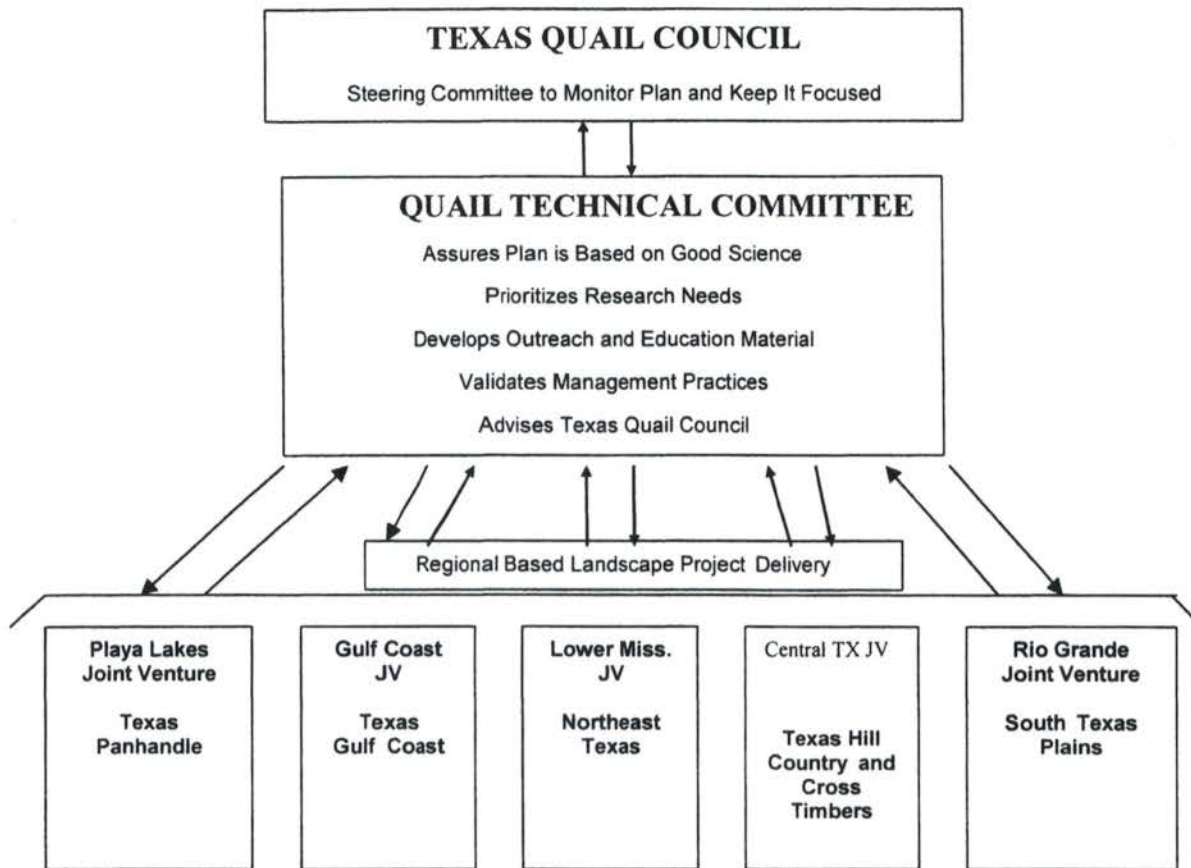 TEXAS QUAIL COUNCIL
Steering Committee to Monitor Plan and Keep It Focused
QUAIL TECHNICAL COMMITTEE
Assures Plan is Based on Good Science
Prioritizes Research Needs
Develops Outreach and Education Material
Validates Management Practices
Advises Texas Quail Council
Regional Based Landscape Project Delivery
Playa Lakes
Joint Venture
Texas
Panhandle
Gulf Coast
JV
Texas
Gulf Coast
Lower Miss.
JV
Northeast
Texas
Central TX JV
Texas Hill
Country and
Cross
Timbers
Rio Grande
Joint Venture
South Texas
Plains